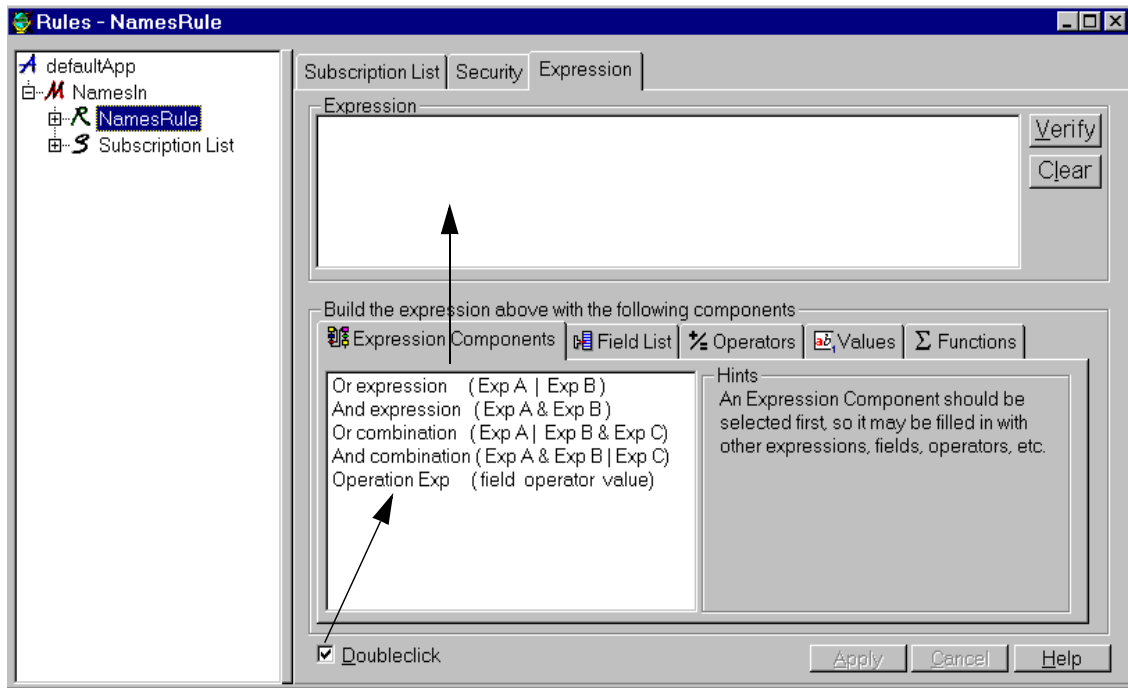 Rules - NamesRule
defaultApp
NamesIn
NamesRule
Subscription List
Subscription List Security Expression
Expression
Verify
Clear
Build the expression above with the following components
Expression Components Field List Operators Values Functions
Or expression (Exp A | Exp B)
And expression (Exp A & Exp B)
Or combination (Exp A | Exp B & Exp C)
And combination (Exp A & Exp B | Exp C)
Operation Exp (field operator value)
Hints
An Expression Component should be
selected first, so it may be filled in with
other expressions, fields, operators, etc.
Doubleclick
Apply Cancel Help